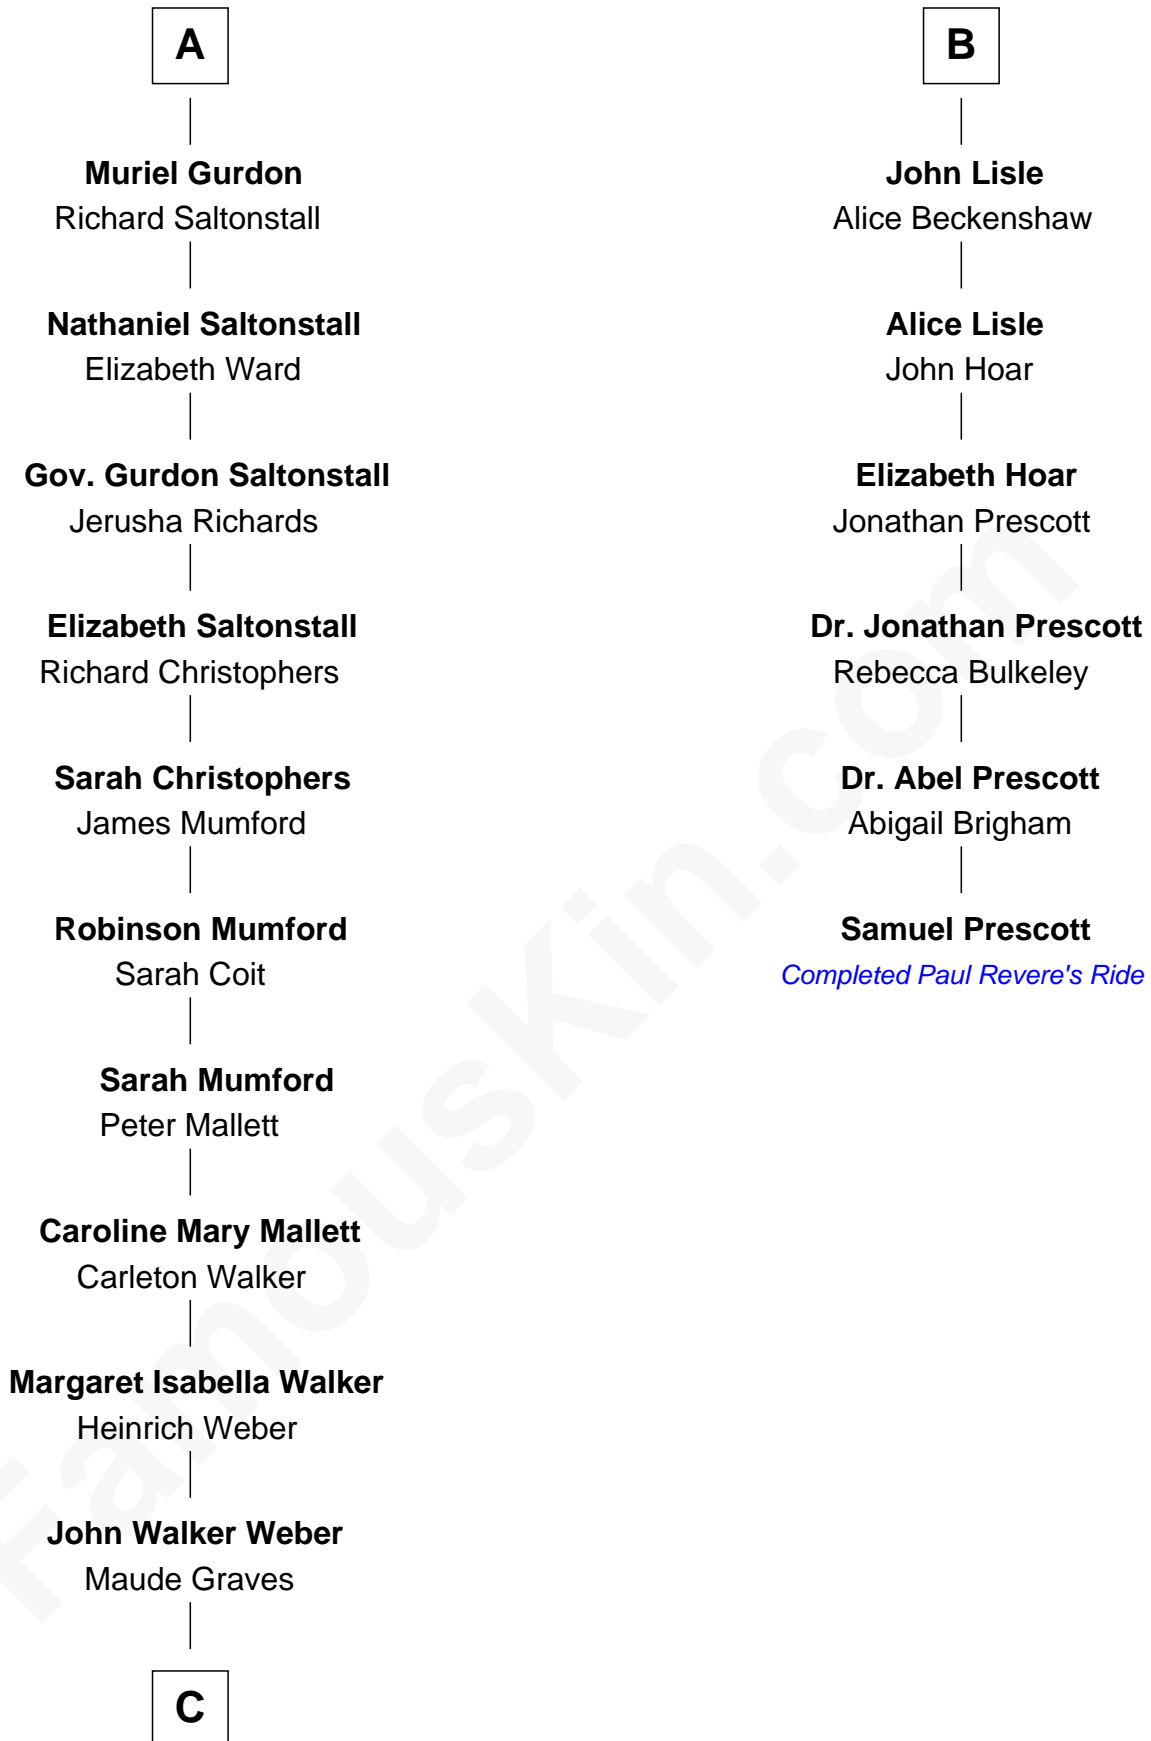 A
Muriel Gurdon
Richard Saltonstall
Nathaniel Saltonstall
Elizabeth Ward
Gov. Gurdon Saltonstall
Jerusha Richards
Elizabeth Saltonstall
Richard Christophers
Sarah Christophers
James Mumford
Robinson Mumford
Sarah Coit
Sarah Mumford
Peter Mallett
Caroline Mary Mallett
Carleton Walker
Margaret Isabella Walker
Heinrich Weber
John Walker Weber
Maude Graves
C
B
John Lisle
Alice Beckenshaw
Alice Lisle
John Hoar
Elizabeth Hoar
Jonathan Prescott
Dr. Jonathan Prescott
Rebecca Bulkeley
Dr. Abel Prescott
Abigail Brigham
Samuel Prescott
Completed Paul Revere's Ride
FamousKin.com